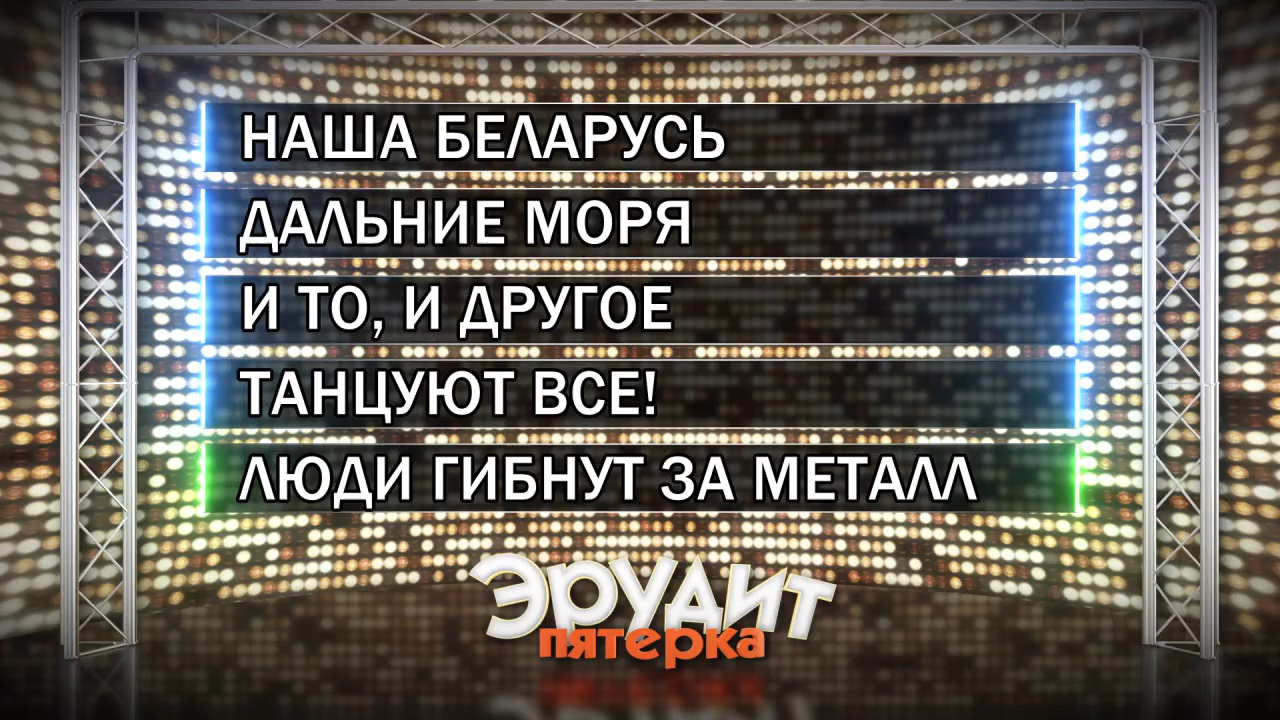 НАША БЕЛАРУСЬ
ДАЛЬНИЕ МОРЯ
И ТО, И ДРУГОЕ
ТАНЦУЮТ ВСЕ!
ЛЮДИ ГИБНУТ ЗА МЕТАЛЛ
ЭРУДИТ
пятерка